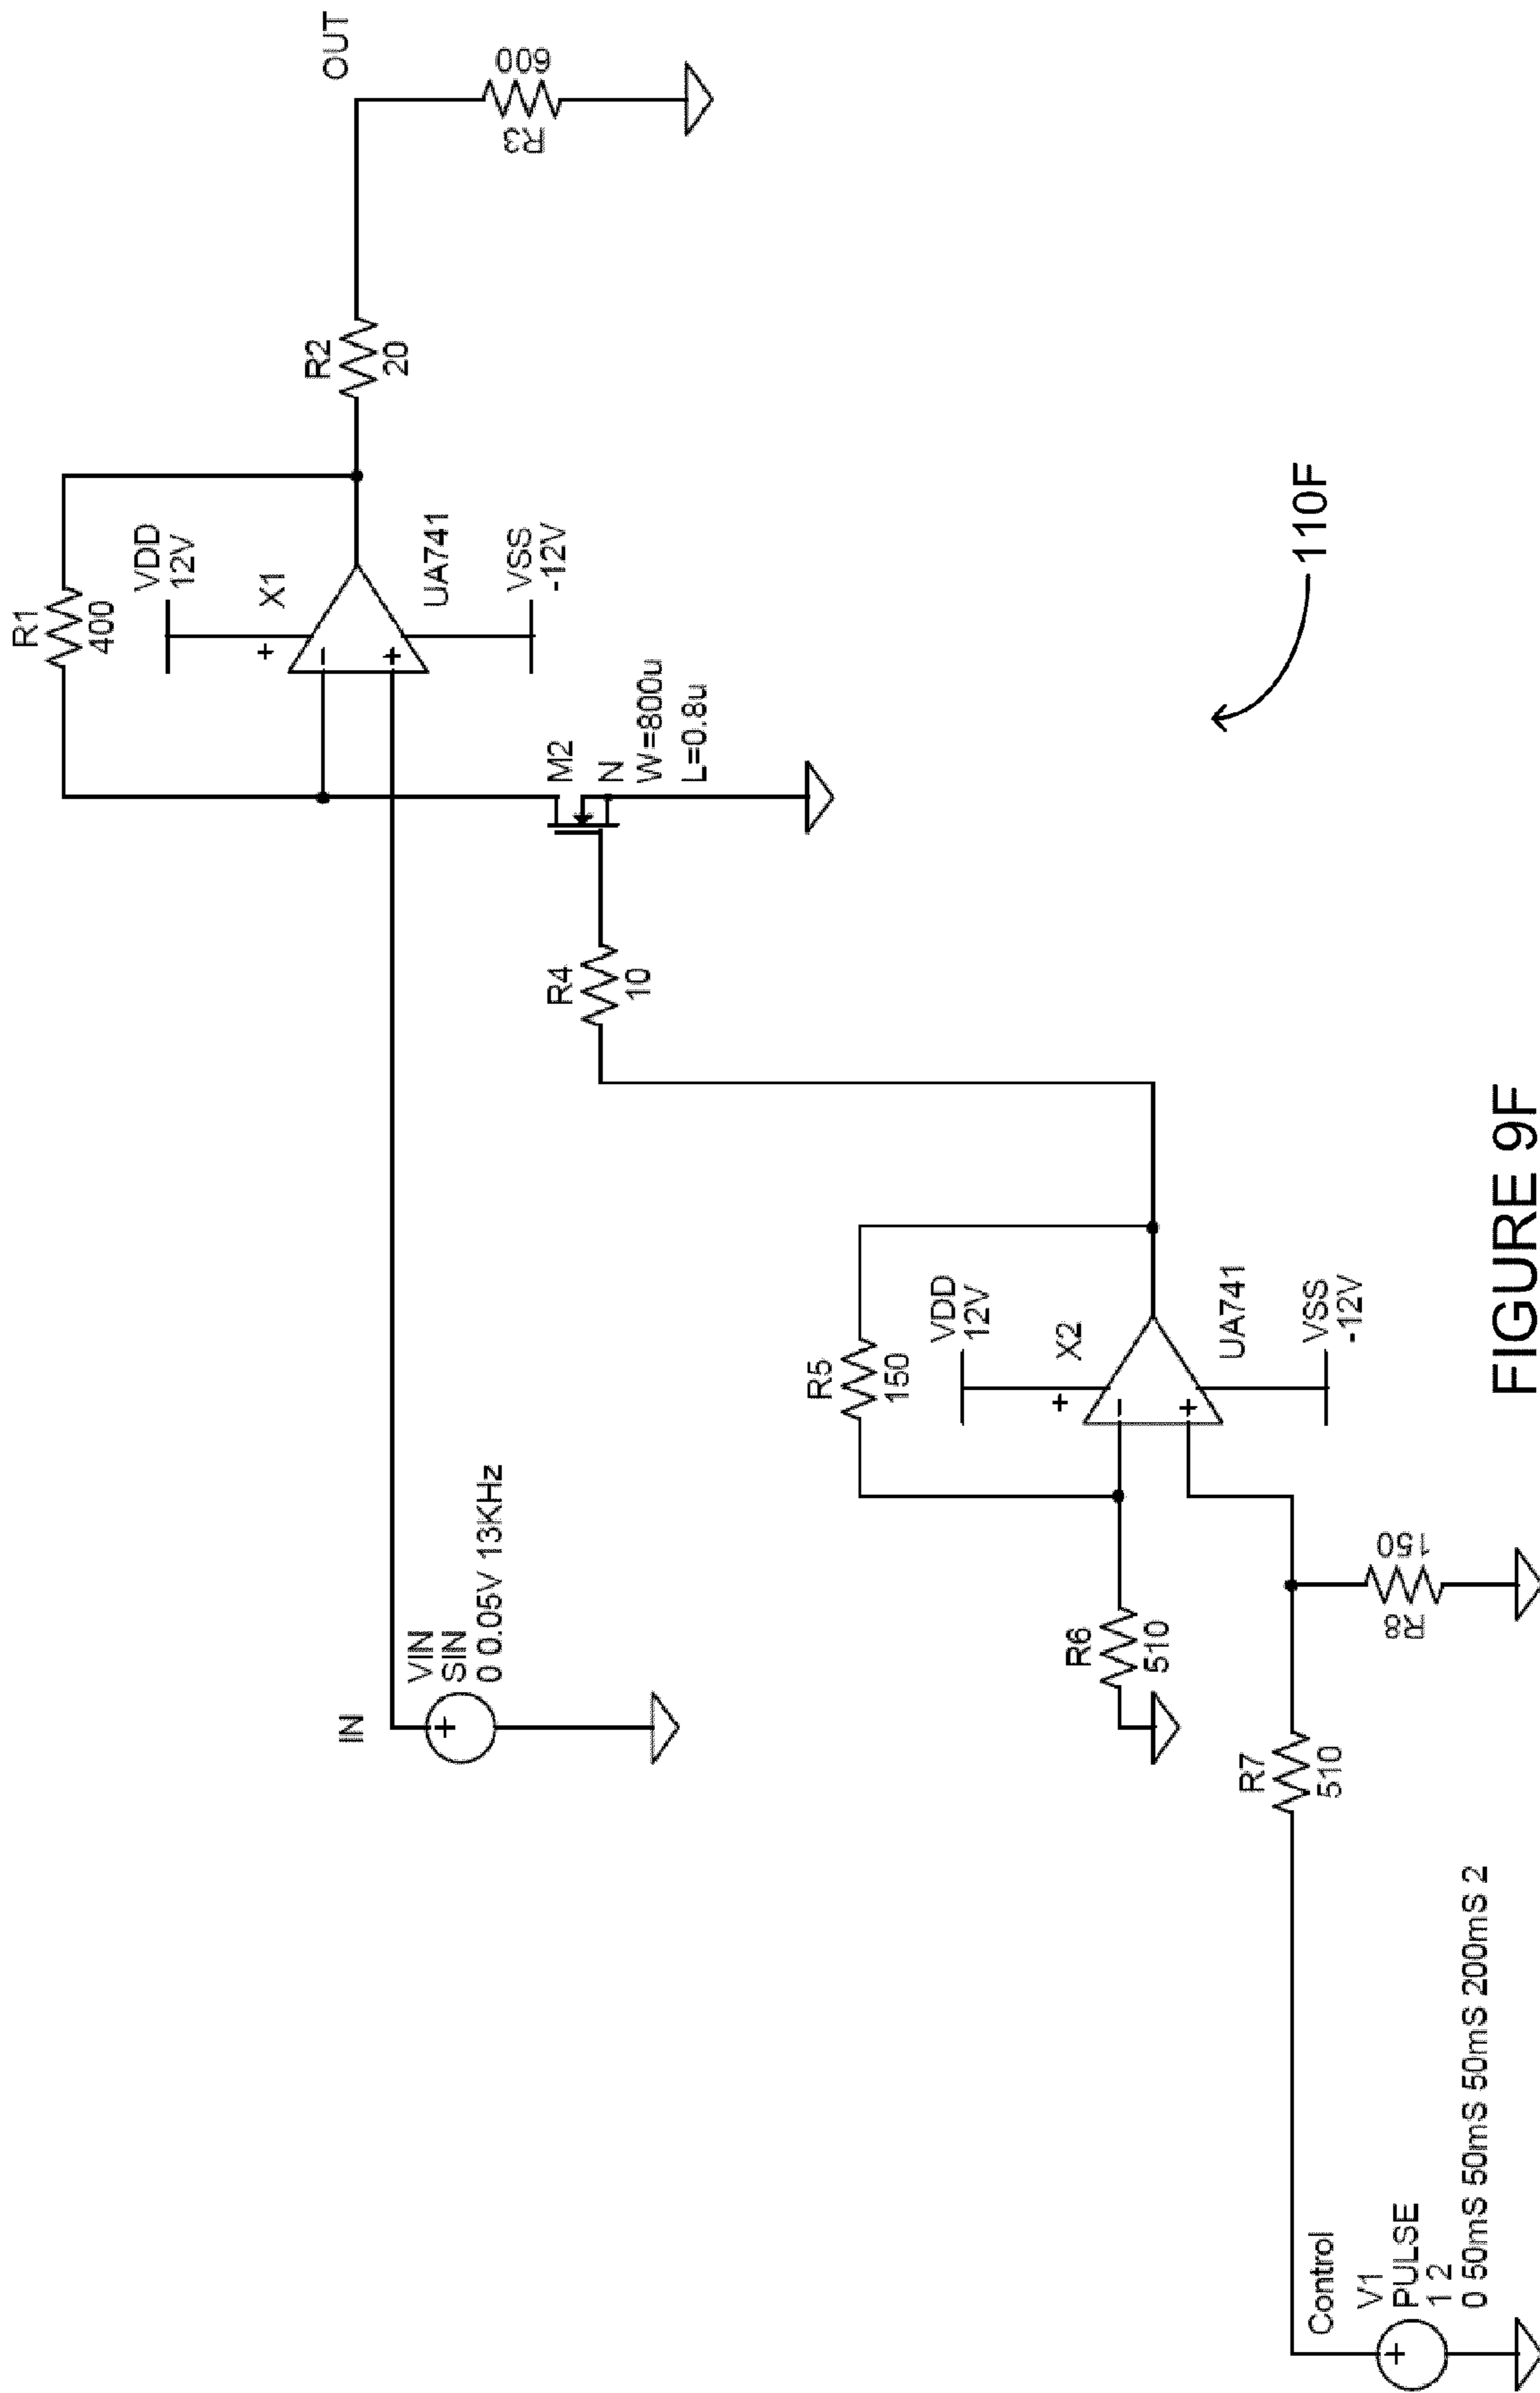 R1
400
VDD
12V
+
X1
−
+
UA741
VSS
-12V
R2
20
OUT
R3
600
IN
+
VIN
SIN
0 0.05V 13KHz
M2
N
W=800u
L=0.8u
R4
10
R5
150
VDD
12V
+
X2
−
+
UA741
VSS
-12V
R6
510
R7
510
R8
150
Control
+
V1
PULSE
1 2
0 50mS 50mS 50mS 200mS 2
110F
FIGURE 9F